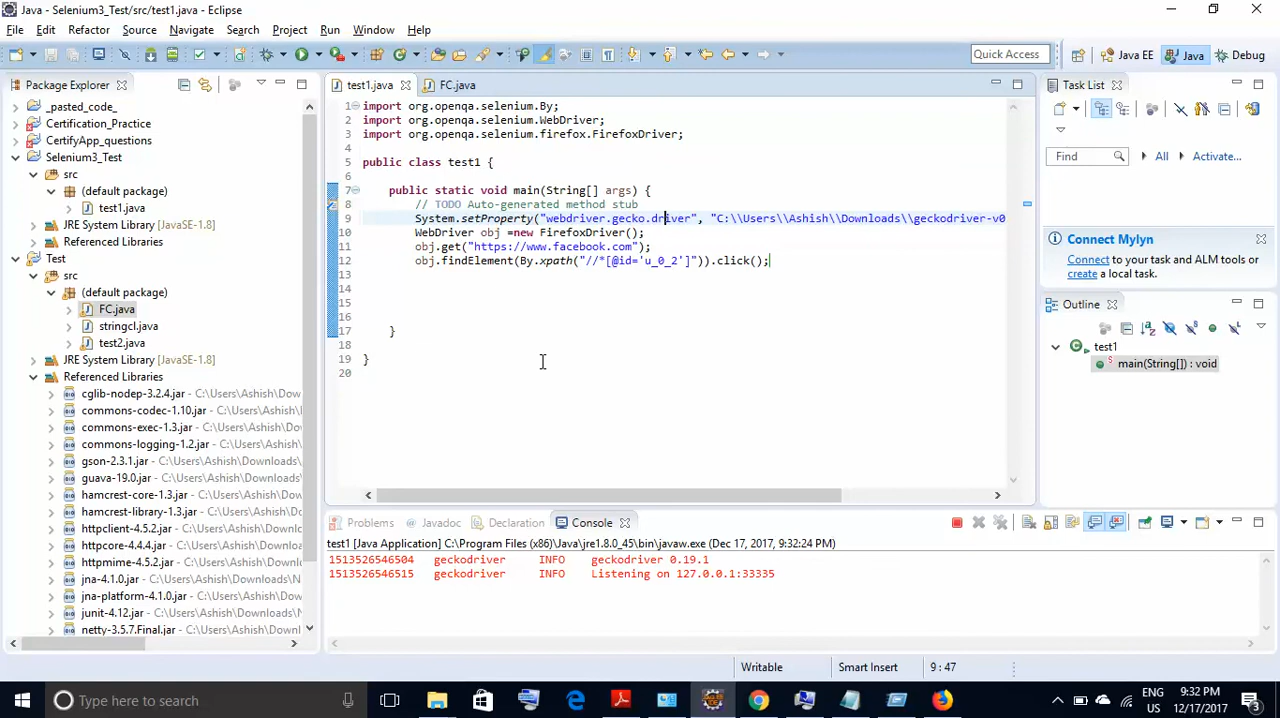 Java - Selenium3_Test/src/test1.java - Eclipse
File Edit Refactor Source Navigate Search Project Run Window Help
Quick Access Java EE Java Debug
Package Explorer
_pasted_code_
Certification_Practice
CertifyApp_questions
Selenium3_Test
src
(default package)
test1.java
JRE System Library [JavaSE-1.8]
Referenced Libraries
Test
src
(default package)
FC.java
stringcl.java
test2.java
JRE System Library [JavaSE-1.8]
Referenced Libraries
cglib-nodep-3.2.4.jar - C:\Users\Ashish\Dow
commons-codec-1.10.jar - C:\Users\Ashish\
commons-exec-1.3.jar - C:\Users\Ashish\Dow
commons-logging-1.2.jar - C:\Users\Ashish
gson-2.3.1.jar - C:\Users\Ashish\Downloads
guava-19.0.jar - C:\Users\Ashish\Download
hamcrest-core-1.3.jar - C:\Users\Ashish\Do
hamcrest-library-1.3.jar - C:\Users\Ashish\
httpclient-4.5.2.jar - C:\Users\Ashish\Down
httpcore-4.4.4.jar - C:\Users\Ashish\Downl
httpmime-4.5.2.jar - C:\Users\Ashish\Down
jna-4.1.0.jar - C:\Users\Ashish\Downloads\N
jna-platform-4.1.0.jar - C:\Users\Ashish\Do
junit-4.12.jar - C:\Users\Ashish\Downloads\
netty-3.5.7.Final.jar - C:\Users\Ashish\Downl
test1.java FC.java
1 import org.openqa.selenium.By;
2 import org.openqa.selenium.WebDriver;
3 import org.openqa.selenium.firefox.FirefoxDriver;
4
5 public class test1 {
6
7 public static void main(String[] args) {
8 // TODO Auto-generated method stub
9 System.setProperty("webdriver.gecko.driver", "C:\\Users\\Ashish\\Downloads\\geckodriver-v0
10 WebDriver obj =new FirefoxDriver();
11 obj.get("https://www.facebook.com");
12 obj.findElement(By.xpath("//*[@id='u_0_2']")).click();
13
14
15
16
17 }
18
19 }
20
Task List
Find All Activate...
Connect Mylyn
Connect to your task and ALM tools or
create a local task.
Outline
test1
main(String[]) : void
Problems Javadoc Declaration Console
test1 [Java Application] C:\Program Files (x86)\Java\jre1.8.0_45\bin\javaw.exe (Dec 17, 2017, 9:32:24 PM)
1513526546504 geckodriver INFO geckodriver 0.19.1
1513526546515 geckodriver INFO Listening on 127.0.0.1:33335
Writable Smart Insert 9 : 47
Type here to search
ENG 9:32 PM
US 12/17/2017
3